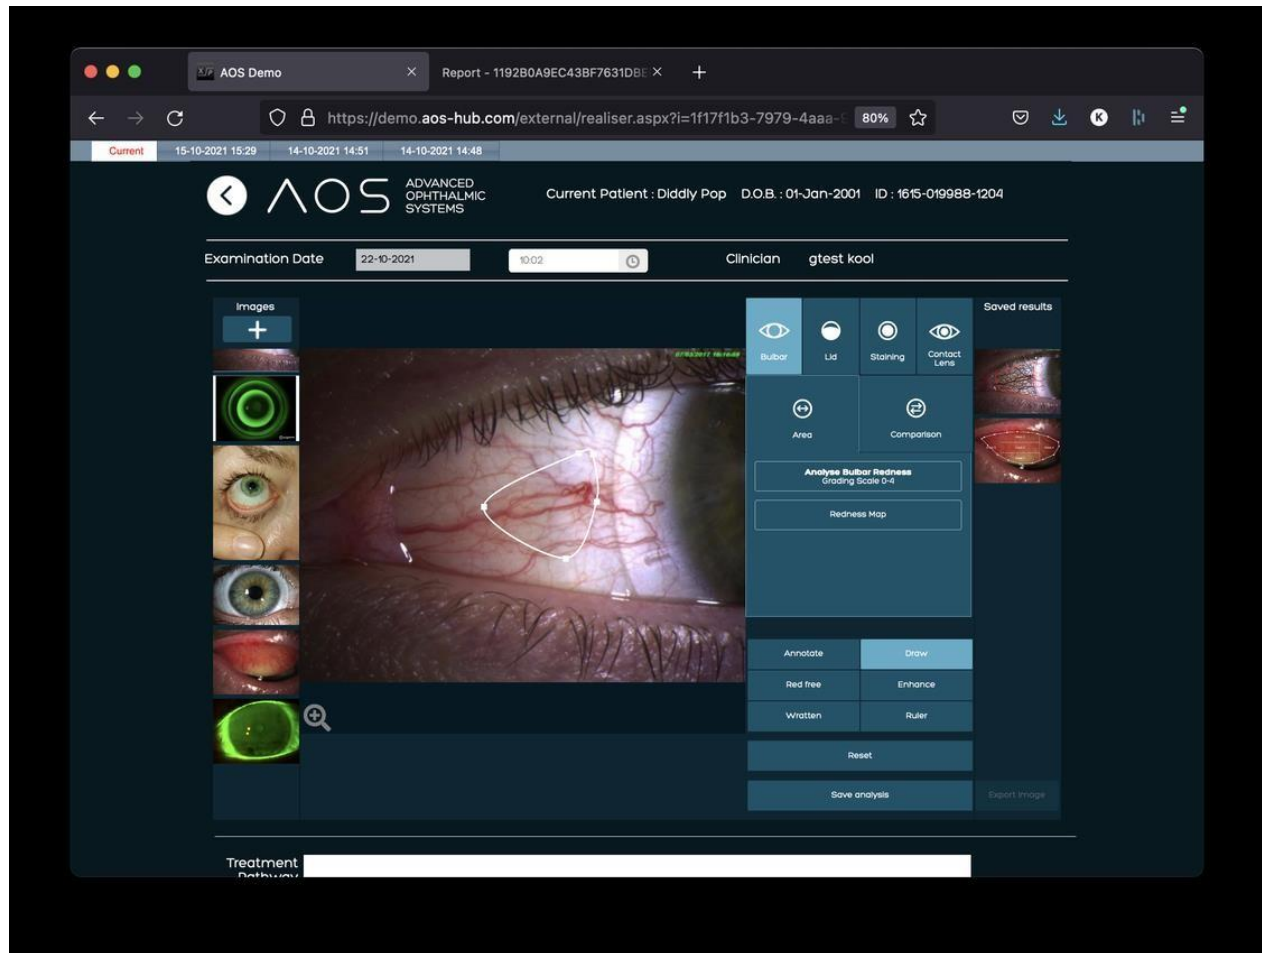 AOS Demo
Report - 1192B0A9EC43BF7631DBE
https://demo.aos-hub.com/external/realiser.aspx?i=1f17f1b3-7979-4aaa-
80%
K
Current 15-10-2021 15:29 14-10-2021 14:51 14-10-2021 14:48
AOS
ADVANCED
OPHTHALMIC
SYSTEMS
Current Patient : Diddly Pop D.O.B. : 01-Jan-2001 ID : 1615-019988-1204
Examination Date 22-10-2021 10:02 Clinician gtest kool
Images
Bulbar Lid Staining Contact
Lens
Saved results
Area Comparison
Analyse Bulbar Redness
Grading Scale 0-4
Redness Map
Annotate Draw
Red free Enhance
Wratten Ruler
Reset
Save analysis
Export image
Treatment
Pathway